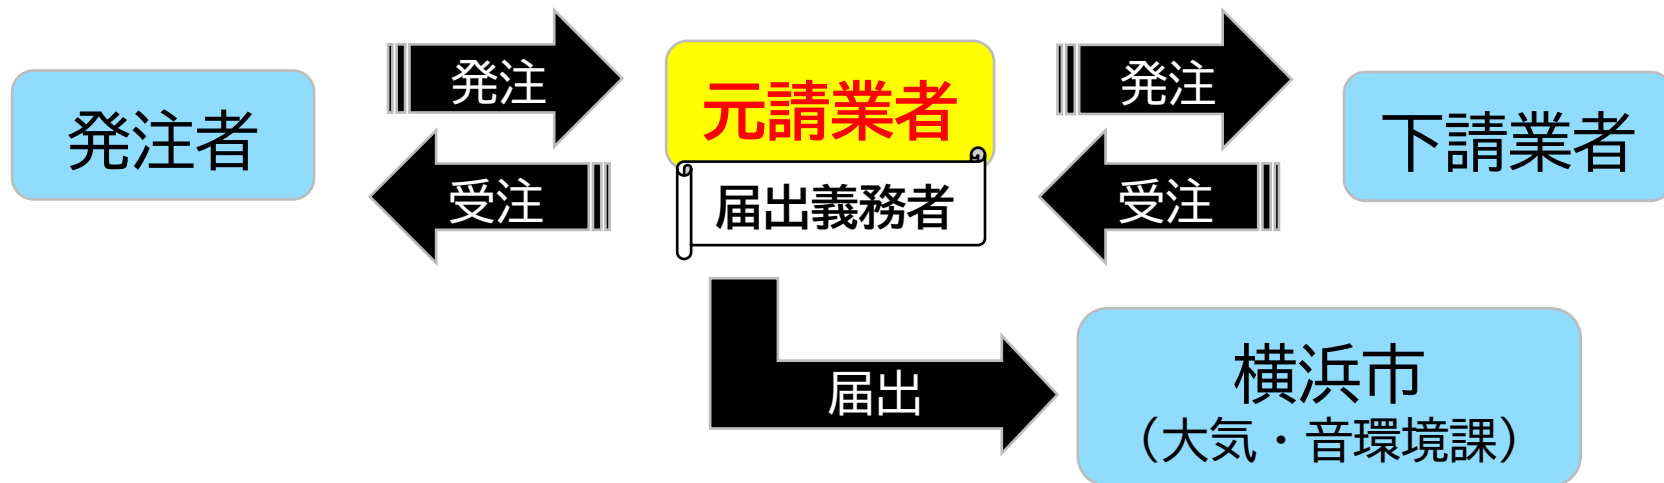 発注者
発注
受注
元請業者
届出義務者
発注
受注
下請業者
届出
横浜市
（大気・音環境課）